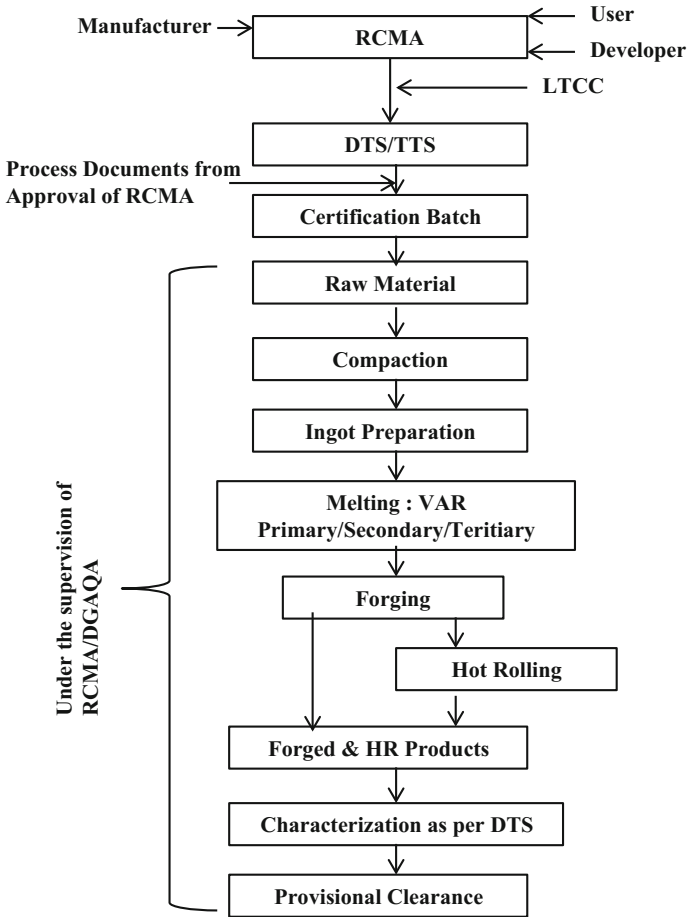 User
Manufacturer
RCMA
Developer
LTCC
DTS/TTS
Process Documents from
Approval of RCMA
Certification Batch
Raw Material
Compaction
Ingot Preparation
Melting : VAR
Primary/Secondary/Teritiary
Forging
Hot Rolling
Forged & HR Products
Characterization as per DTS
Provisional Clearance
Under the supervision of
RCMA/DGAQA